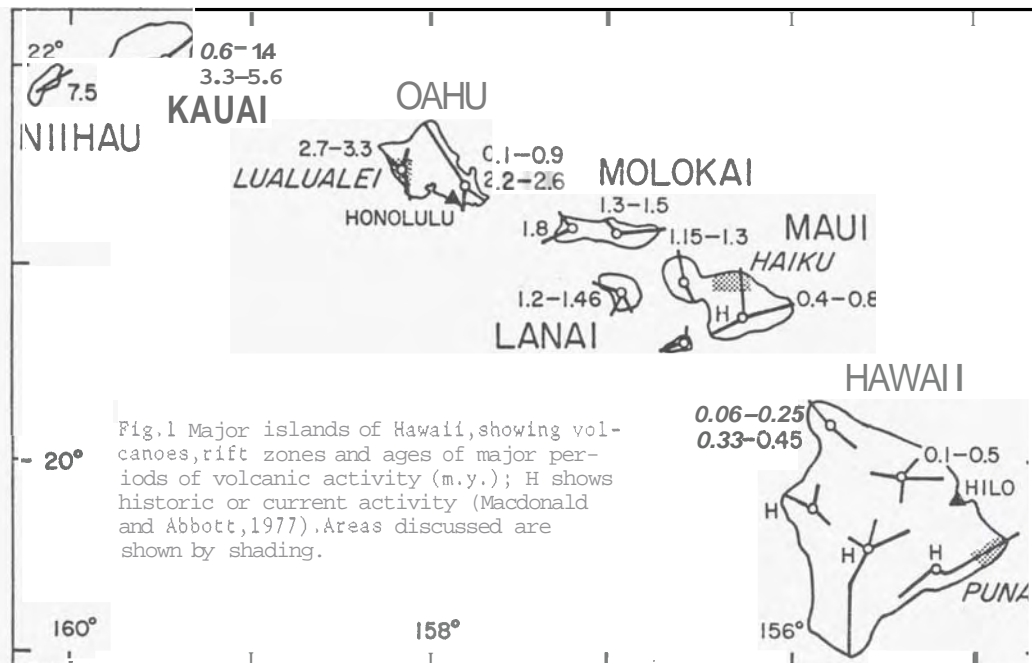 22°
0.6-1.4
3.3-5.6
7.5
KAUAI
NIIHAU
OAHU
2.7-3.3
0.1-0.9
2.2-2.6
LUALUALEI
HONOLULU
MOLOKAI
1.3-1.5
1.8
1.15-1.3
MAUI
HAIKU
1.2-1.46
H
0.4-0.8
LANAI
HAWAII
Fig.1 Major islands of Hawaii,showing vol-
canoes,rift zones and ages of major per-
iods of volcanic activity (m.y.); H shows
historic or current activity (Macdonald
and Abbott,1977).Areas discussed are
shown by shading.
0.06-0.25
0.33-0.45
0.1-0.5
20°
HILO
H
H
H
PUNA
160°
158°
156°